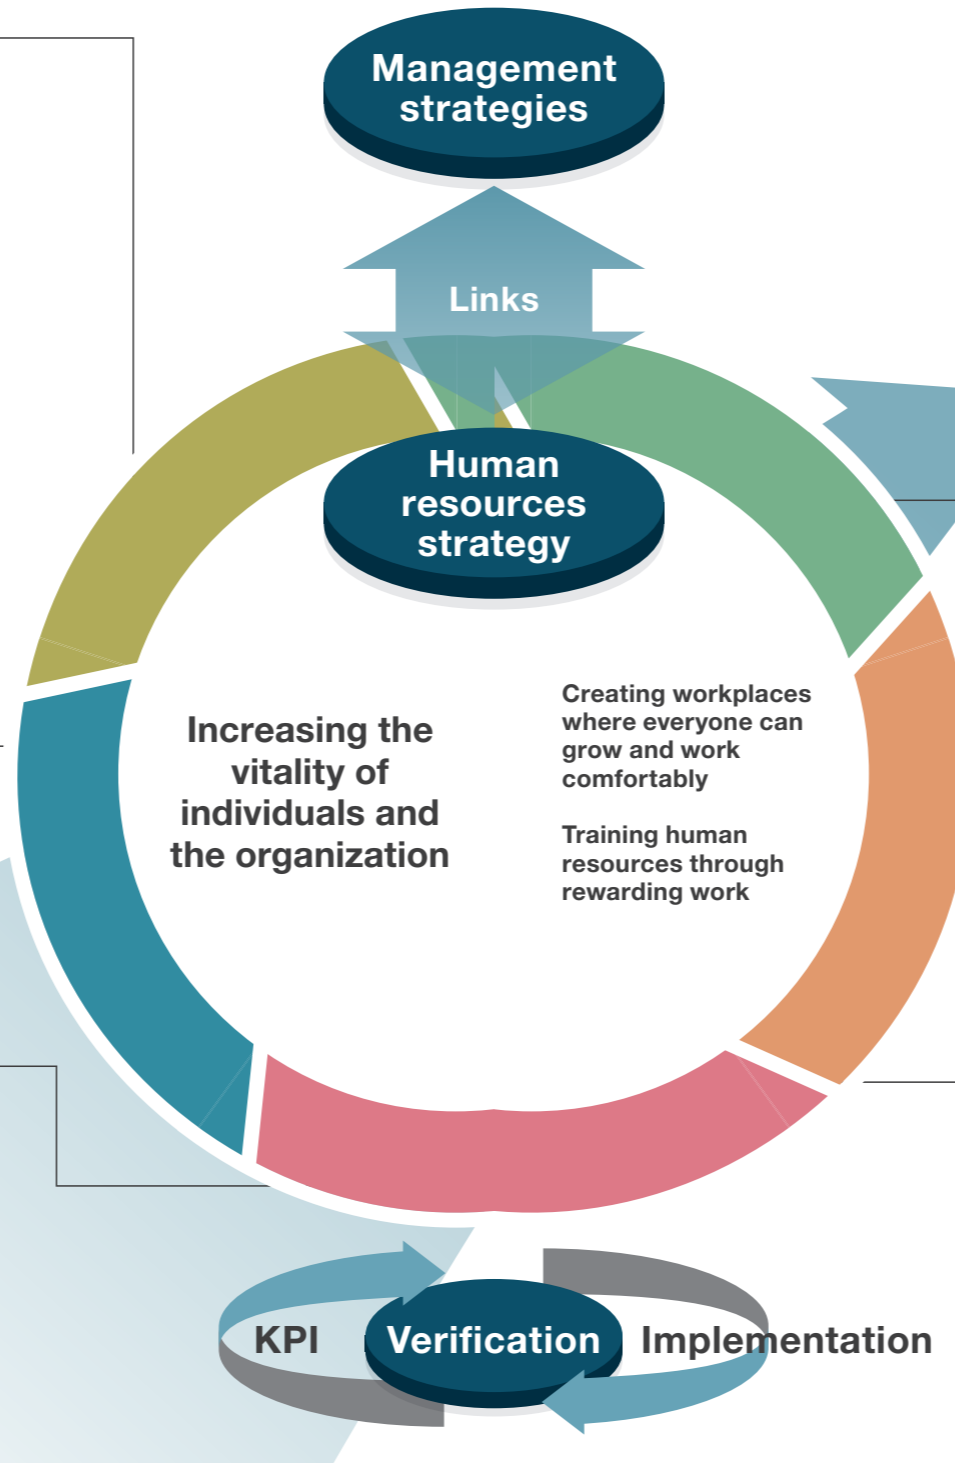 Management
strategies
Links
Human
resources
strategy
Increasing the
vitality of
individuals and
the organization
Creating workplaces
where everyone can
grow and work
comfortably
Training human
resources through
rewarding work
KPI
Verification
Implementation